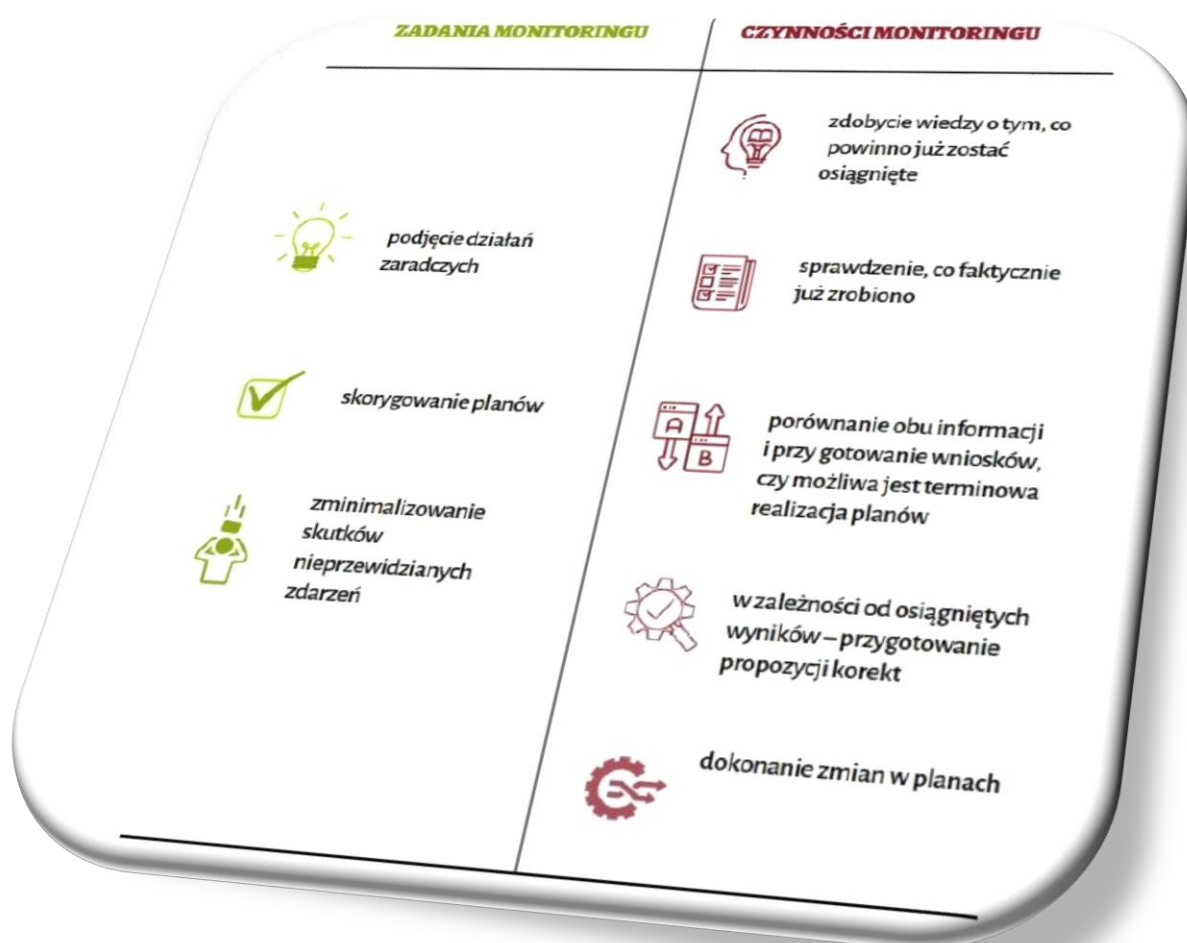 ZADANIA MONITORINGU
podjęcie działań
zaradczych
skorygowanie planów
zminimalizowanie
skutków
nieprzewidzianych
zdarzeń
CZYNNOŚCI MONITORINGU
zdobycie wiedzy o tym, co
powinno już zostać
osiągnięte
sprawdzenie, co faktycznie
już zrobiono
A
B
porównanie obu informacji
i przygotowanie wniosków,
czy możliwa jest terminowa
realizacja planów
w zależności od osiągniętych
wyników – przygotowanie
propozycji korekt
dokonanie zmian w planach